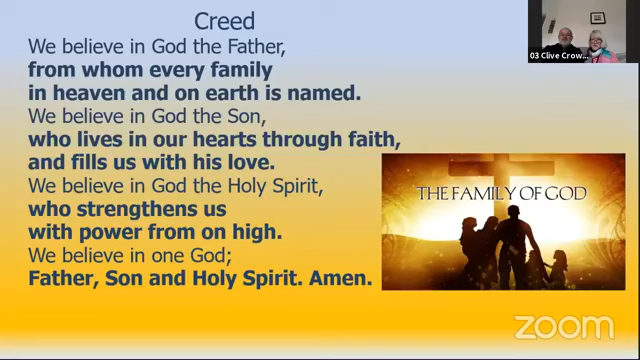 Creed
We believe in God the Father,
from whom every family
in heaven and on earth is named.
We believe in God the Son,
who lives in our hearts through faith,
and fills us with his love.
We believe in God the Holy Spirit,
who strengthens us
with power from on high.
We believe in one God;
Father, Son and Holy Spirit. Amen.
03 Clive Crow...
THE FAMILY OF GOD
zoom